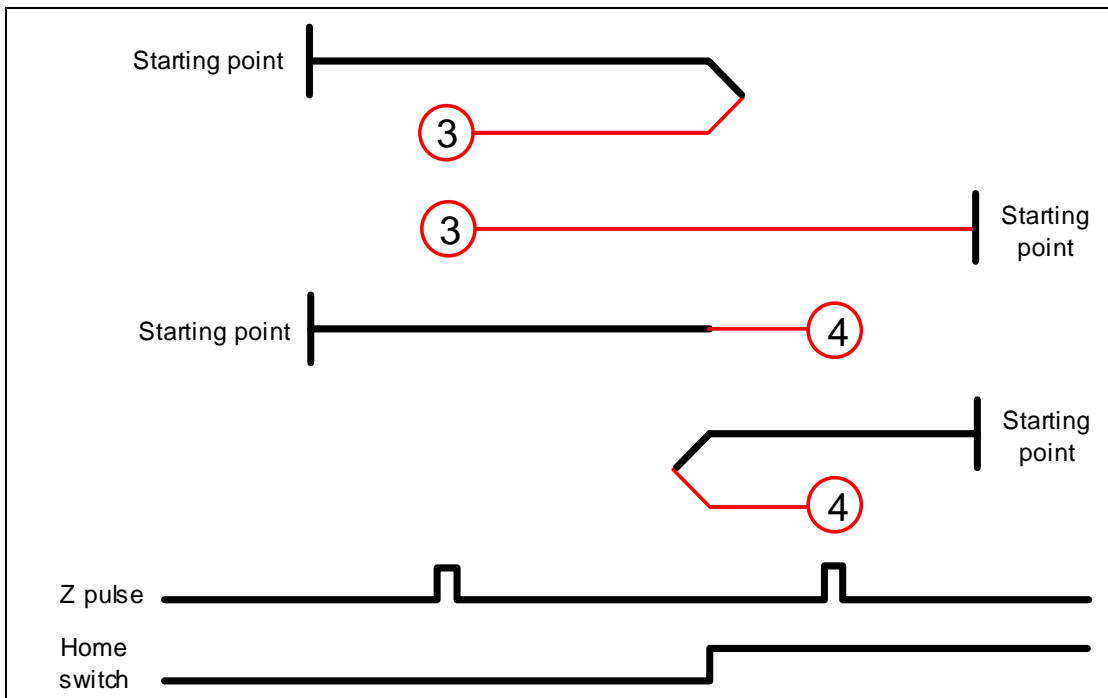 Starting point
3
3
Starting
point
Starting point
4
Starting
point
4
Z pulse
Home
switch